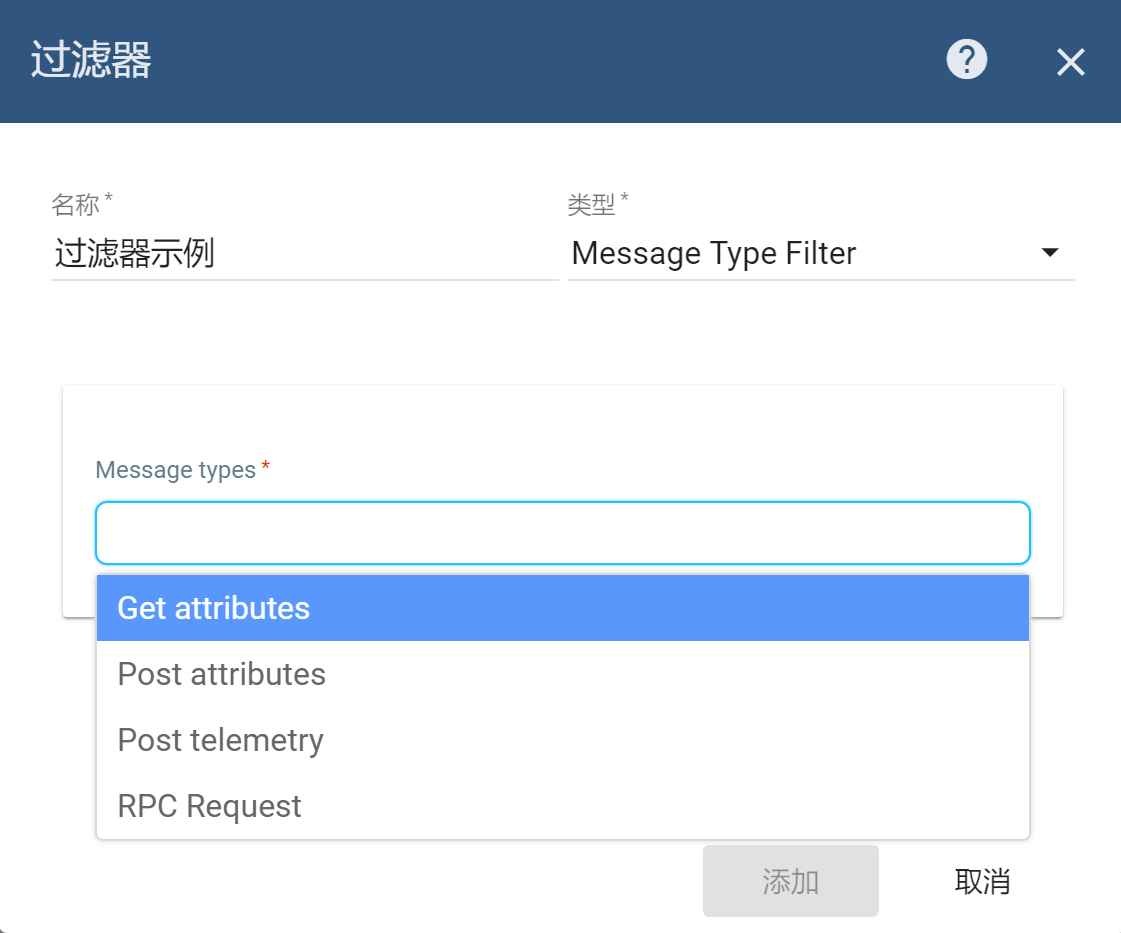 过滤器
名称 *
类型 *
过滤器示例
Message Type Filter
Message types *
Get attributes
Post attributes
Post telemetry
RPC Request
添加
取消